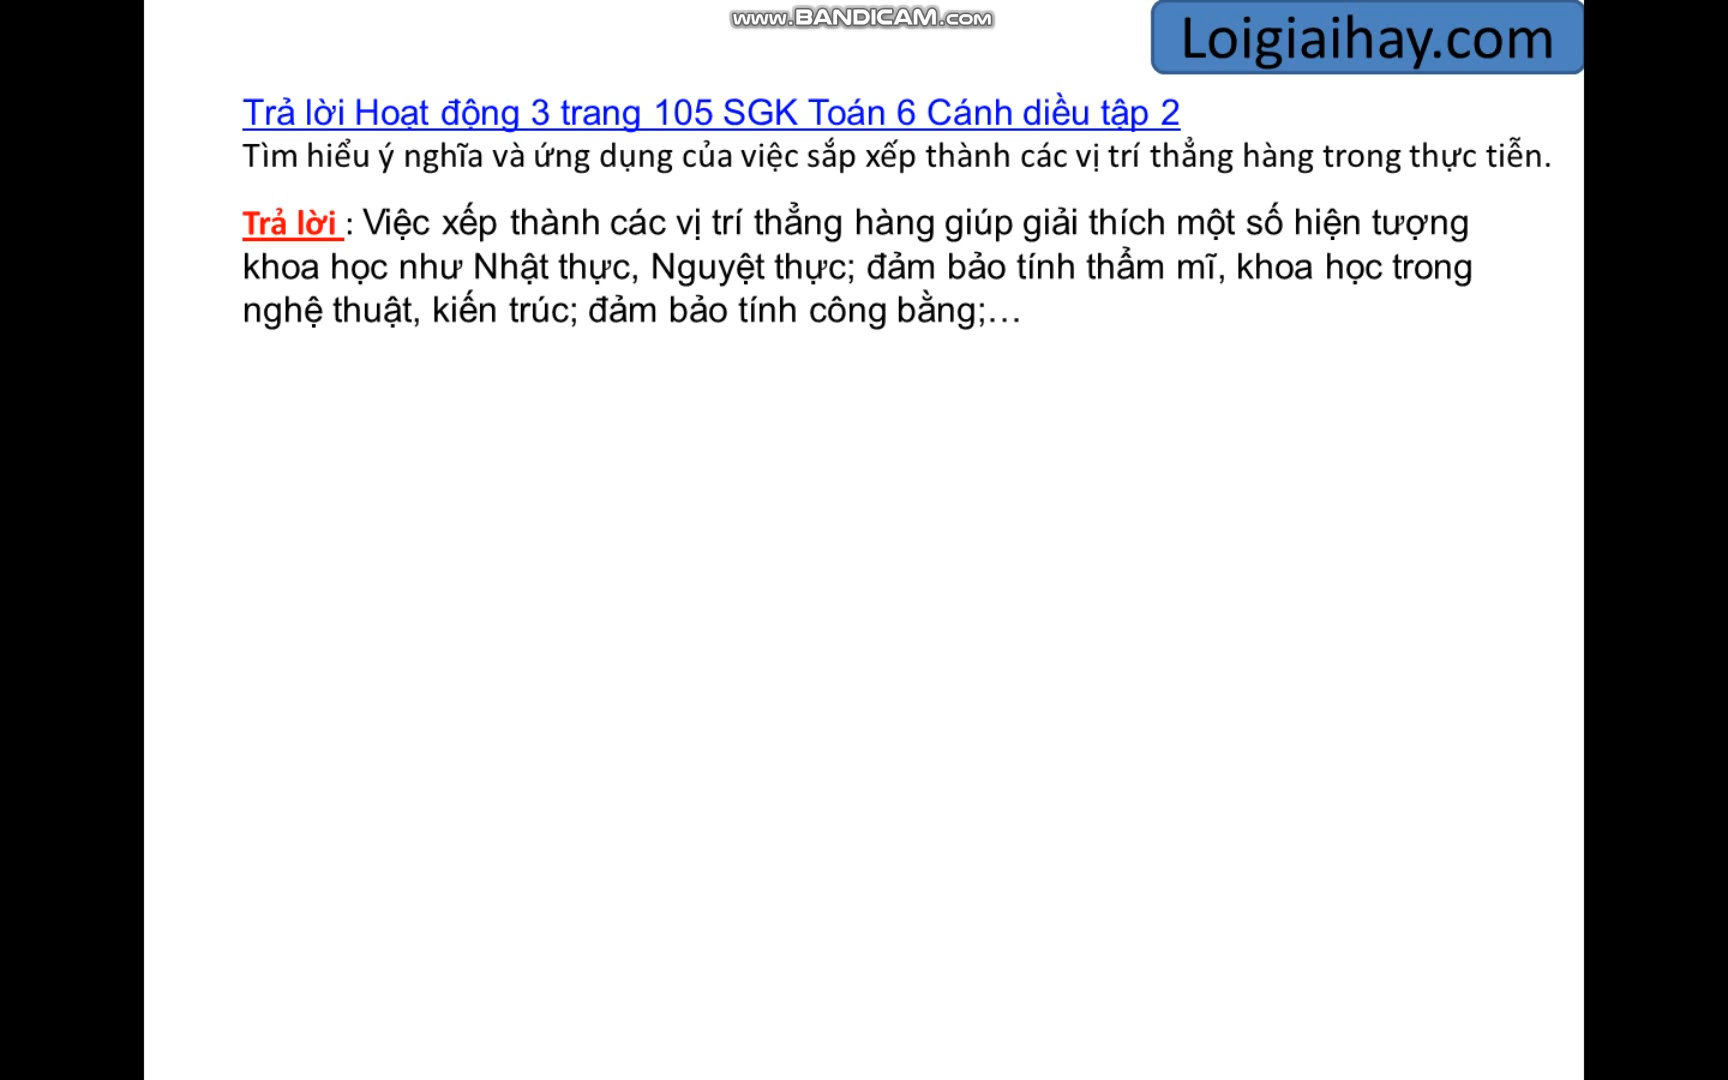 www.BANDICAM.com
Loigiaihay.com
Trả lời Hoạt động 3 trang 105 SGK Toán 6 Cánh diều tập 2
Tìm hiểu ý nghĩa và ứng dụng của việc sắp xếp thành các vị trí thẳng hàng trong thực tiễn.
Trả lời : Việc xếp thành các vị trí thẳng hàng giúp giải thích một số hiện tượng
khoa học như Nhật thực, Nguyệt thực; đảm bảo tính thẩm mĩ, khoa học trong
nghệ thuật, kiến trúc; đảm bảo tính công bằng;…